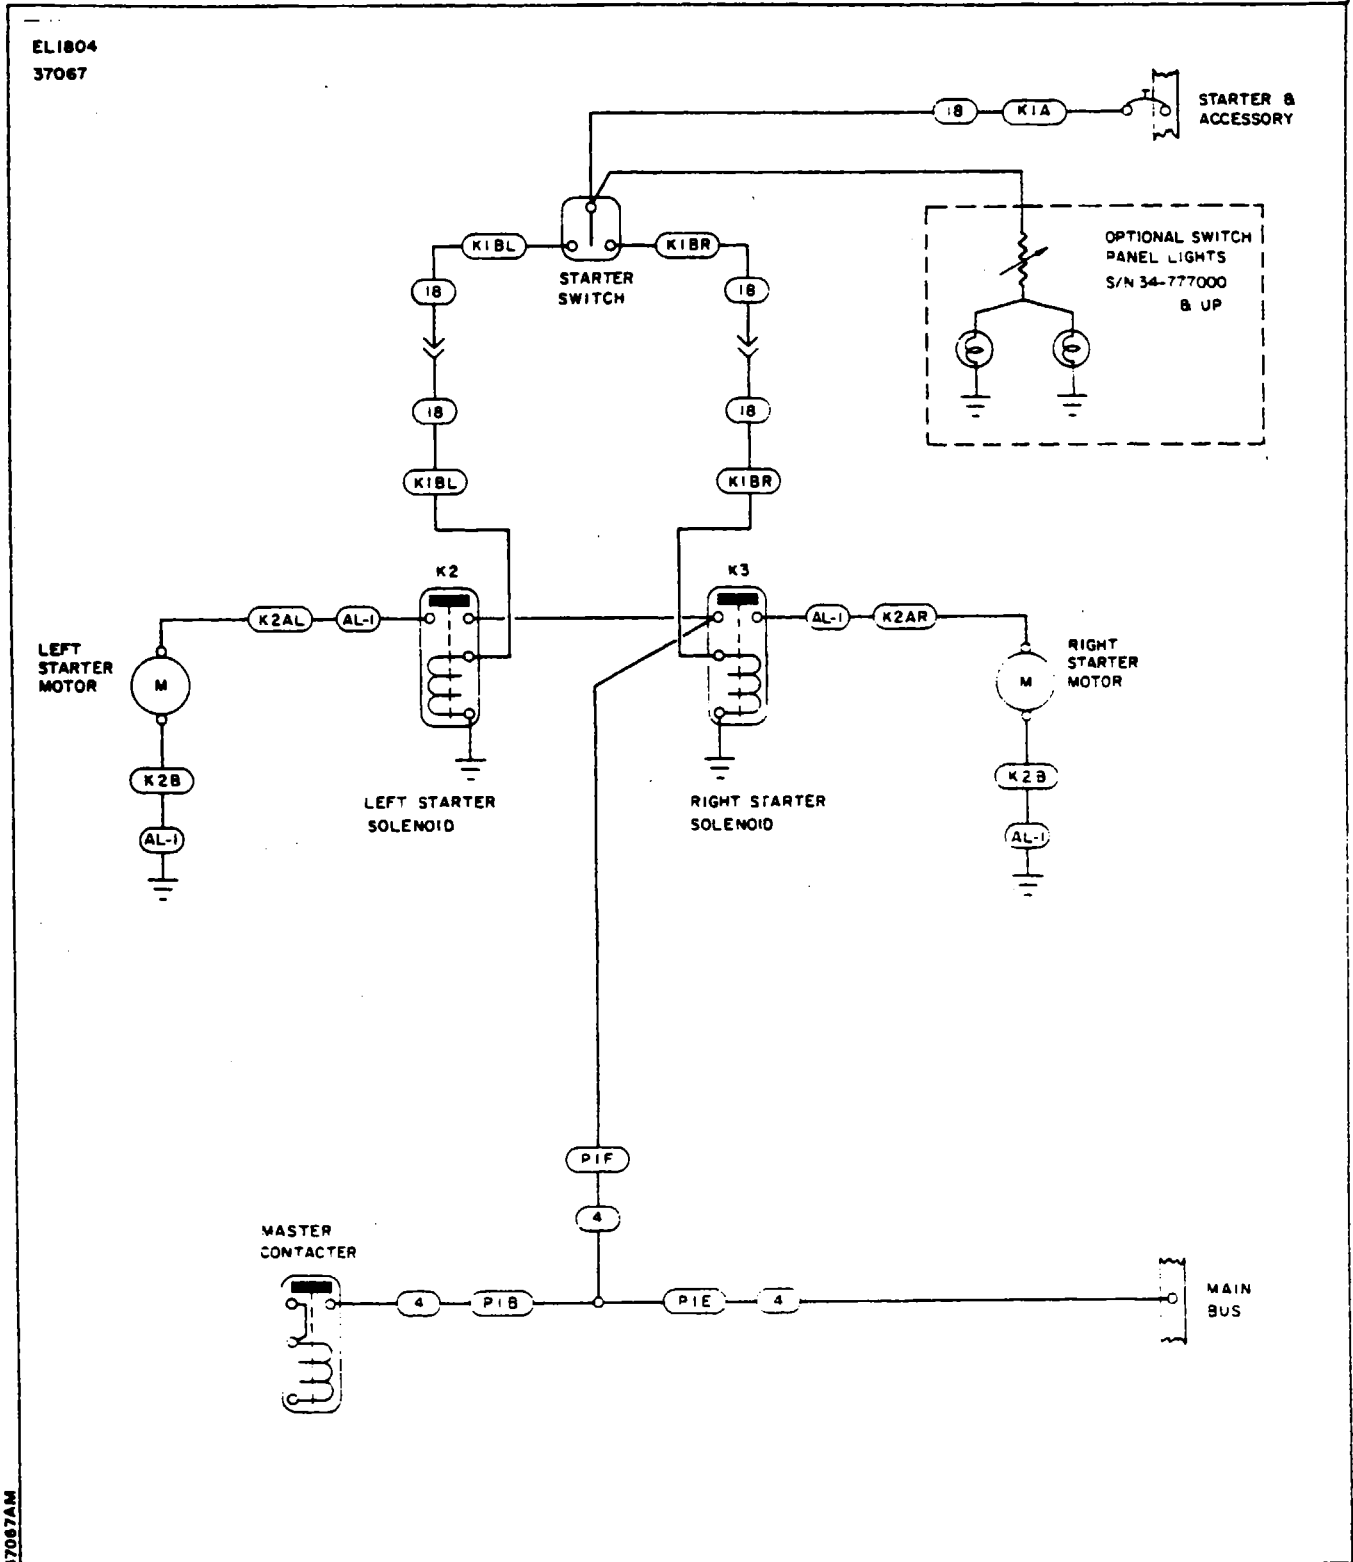 EL1804
37067
18
K1A
STARTER &
ACCESSORY
K1BL
K1BR
STARTER
SWITCH
OPTIONAL SWITCH
PANEL LIGHTS
S/N 34-777000
& UP
18
18
18
18
K1BL
K1BR
K2
K3
K2AL
AL-1
AL-1
K2AR
LEFT
STARTER
MOTOR
M
RIGHT
STARTER
MOTOR
M
K2B
K2B
LEFT STARTER
SOLENOID
RIGHT STARTER
SOLENOID
AL-1
AL-1
P1F
4
MASTER
CONTACTER
4
P1B
P1E
4
MAIN
BUS
37067AM